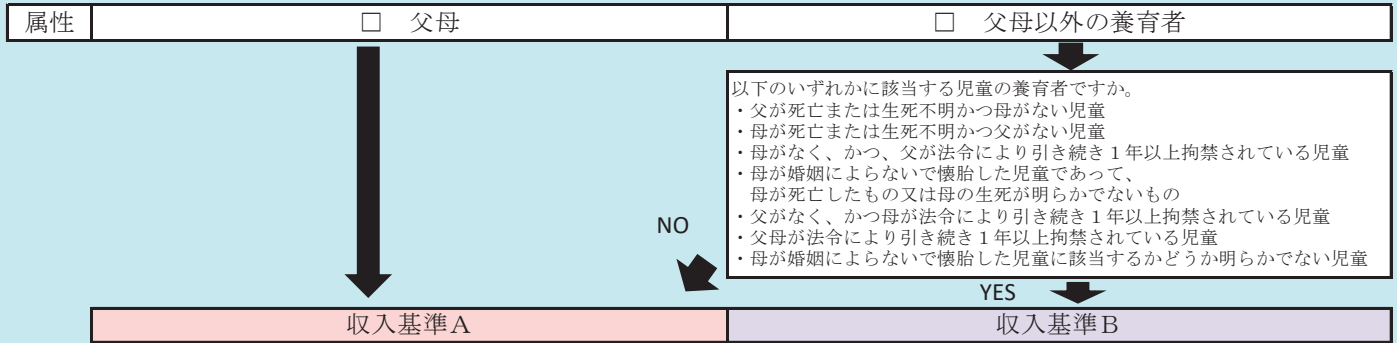 属性
□ 父母
□ 父母以外の養育者
以下のいずれかに該当する児童の養育者ですか。
・父が死亡または生死不明かつ母がない児童
・母が死亡または生死不明かつ父がない児童
・母がなく、かつ、父が法令により引き続き1年以上拘禁されている児童
・母が婚姻によらないで懐胎した児童であって、
母が死亡したもの又は母の生死が明らかでないもの
・父がなく、かつ母が法令により引き続き1年以上拘禁されている児童
・父母が法令により引き続き1年以上拘禁されている児童
・母が婚姻によらないで懐胎した児童に該当するかどうか明らかでない児童
NO
YES
収入基準A
収入基準B